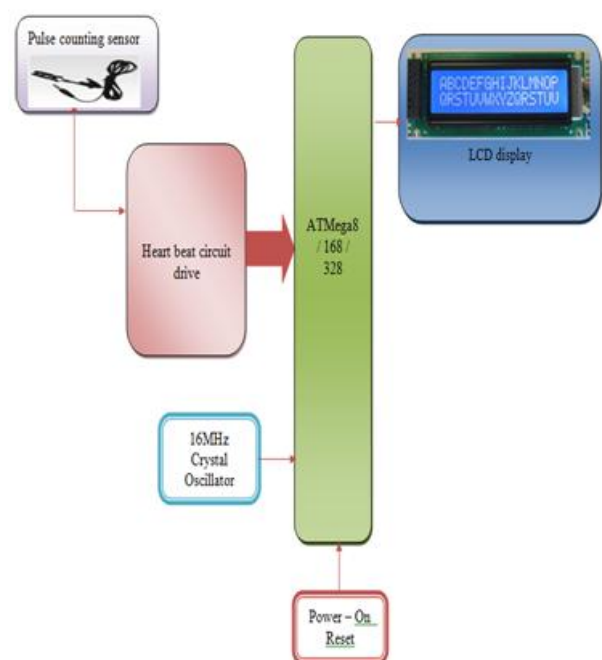 Pulse counting sensor
ABCDEFGHIJKLMNOP
QRSTUVWXYZQRSTUV
LCD display
Heart beat circuit
drive
ATMega8
/ 168 /
328
16MHz
Crystal
Oscillator
Power – On
Reset